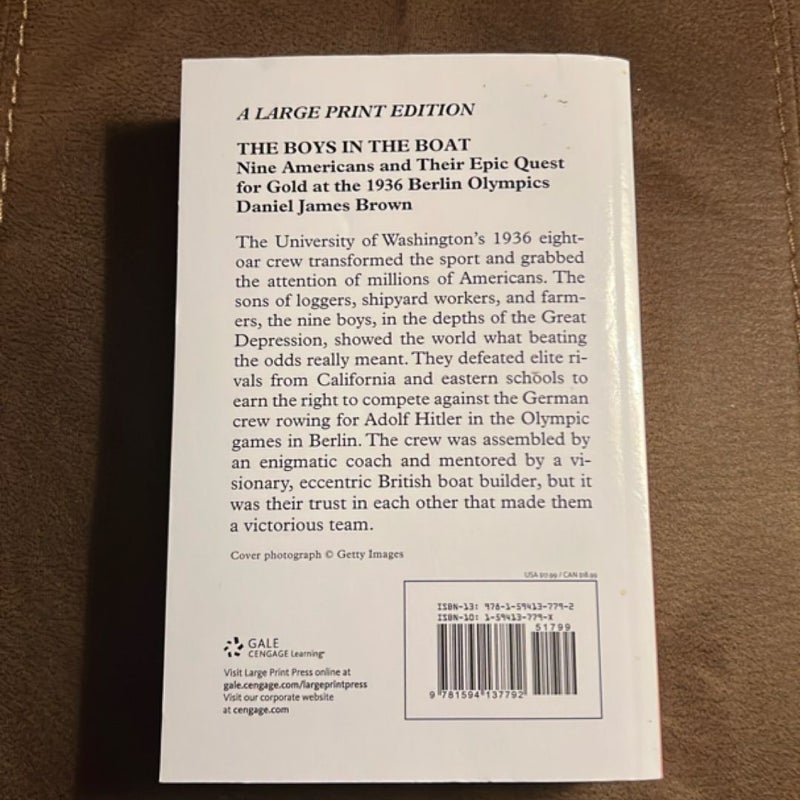 A LARGE PRINT EDITION
THE BOYS IN THE BOAT
Nine Americans and Their Epic Quest
for Gold at the 1936 Berlin Olympics
Daniel James Brown
The University of Washington's 1936 eight-
oar crew transformed the sport and grabbed
the attention of millions of Americans. The
sons of loggers, shipyard workers, and farm-
ers, the nine boys, in the depths of the Great
Depression, showed the world what beating
the odds really meant. They defeated elite ri-
vals from California and eastern schools to
earn the right to compete against the German
crew rowing for Adolf Hitler in the Olympic
games in Berlin. The crew was assembled by
an enigmatic coach and mentored by a vi-
sionary, eccentric British boat builder, but it
was their trust in each other that made them
a victorious team.
Cover photograph © Getty Images
USA $17.99 / CAN $18.99
ISBN-13: 978-1-59413-779-2
ISBN-10: 1-59413-779-X
51799
9 781594 137792
GALE
CENGAGE Learning™
Visit Large Print Press online at
gale.cengage.com/largeprintpress
Visit our corporate website
at cengage.com